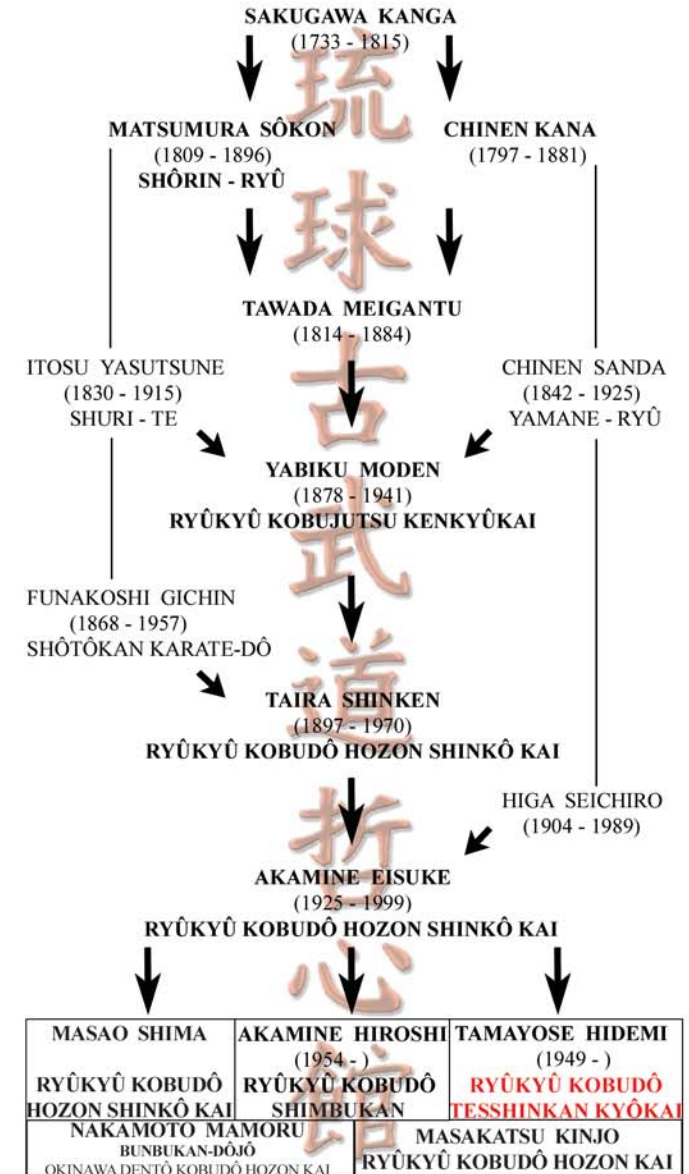 SAKUGAWA KANGA
(1733 - 1815)
MATSUMURA SÔKON
(1809 - 1896)
SHÔRIN - RYÛ
CHINEN KANA
(1797 - 1881)
TAWADA MEIGANTU
(1814 - 1884)
ITOSU YASUTSUNE
(1830 - 1915)
SHURI - TE
CHINEN SANDA
(1842 - 1925)
YAMANE - RYÛ
YABIKU MODEN
(1878 - 1941)
RYÛKYÛ KOBUJUTSU KENKYÛKAI
FUNAKOSHI GICHIN
(1868 - 1957)
SHÔTÔKAN KARATE-DÔ
TAIRA SHINKEN
(1897 - 1970)
RYÛKYÛ KOBUDÔ HOZON SHINKÔ KAI
HIGA SEICHIRO
(1904 - 1989)
AKAMINE EISUKE
(1925 - 1999)
RYÛKYÛ KOBUDÔ HOZON SHINKÔ KAI
MASAO SHIMA
RYÛKYÛ KOBUDÔ
HOZON SHINKÔ KAI
AKAMINE HIROSHI
(1954 - )
RYÛKYÛ KOBUDÔ
SHIMBUKAN
TAMAYOSE HIDEMI
(1949 - )
RYÛKYÛ KOBUDÔ
TESSHINKAN KYÔKAI
NAKAMOTO MAMORU
BUNBUKAN-DÔJÔ
OKINAWA DENTÔ KOBUDÔ HOZON KAI
MASAKATSU KINJO
RYÛKYÛ KOBUDÔ HOZON KAI
琉
球
古
武
道
哲
心
館